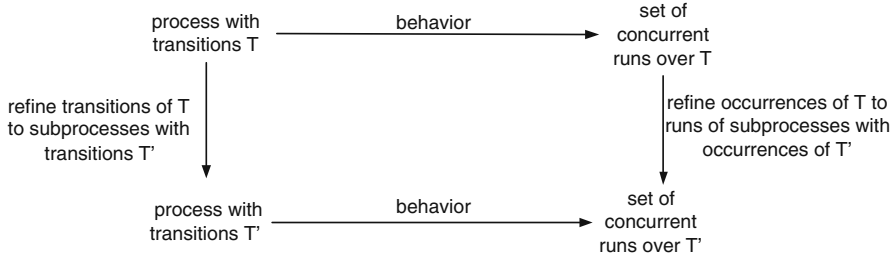 process with
transitions T
behavior
set of
concurrent
runs over T
refine transitions of T
to subprocesses with
transitions T'
refine occurrences of T to
runs of subprocesses with
occurrences of T'
process with
transitions T'
behavior
set of
concurrent
runs over T'